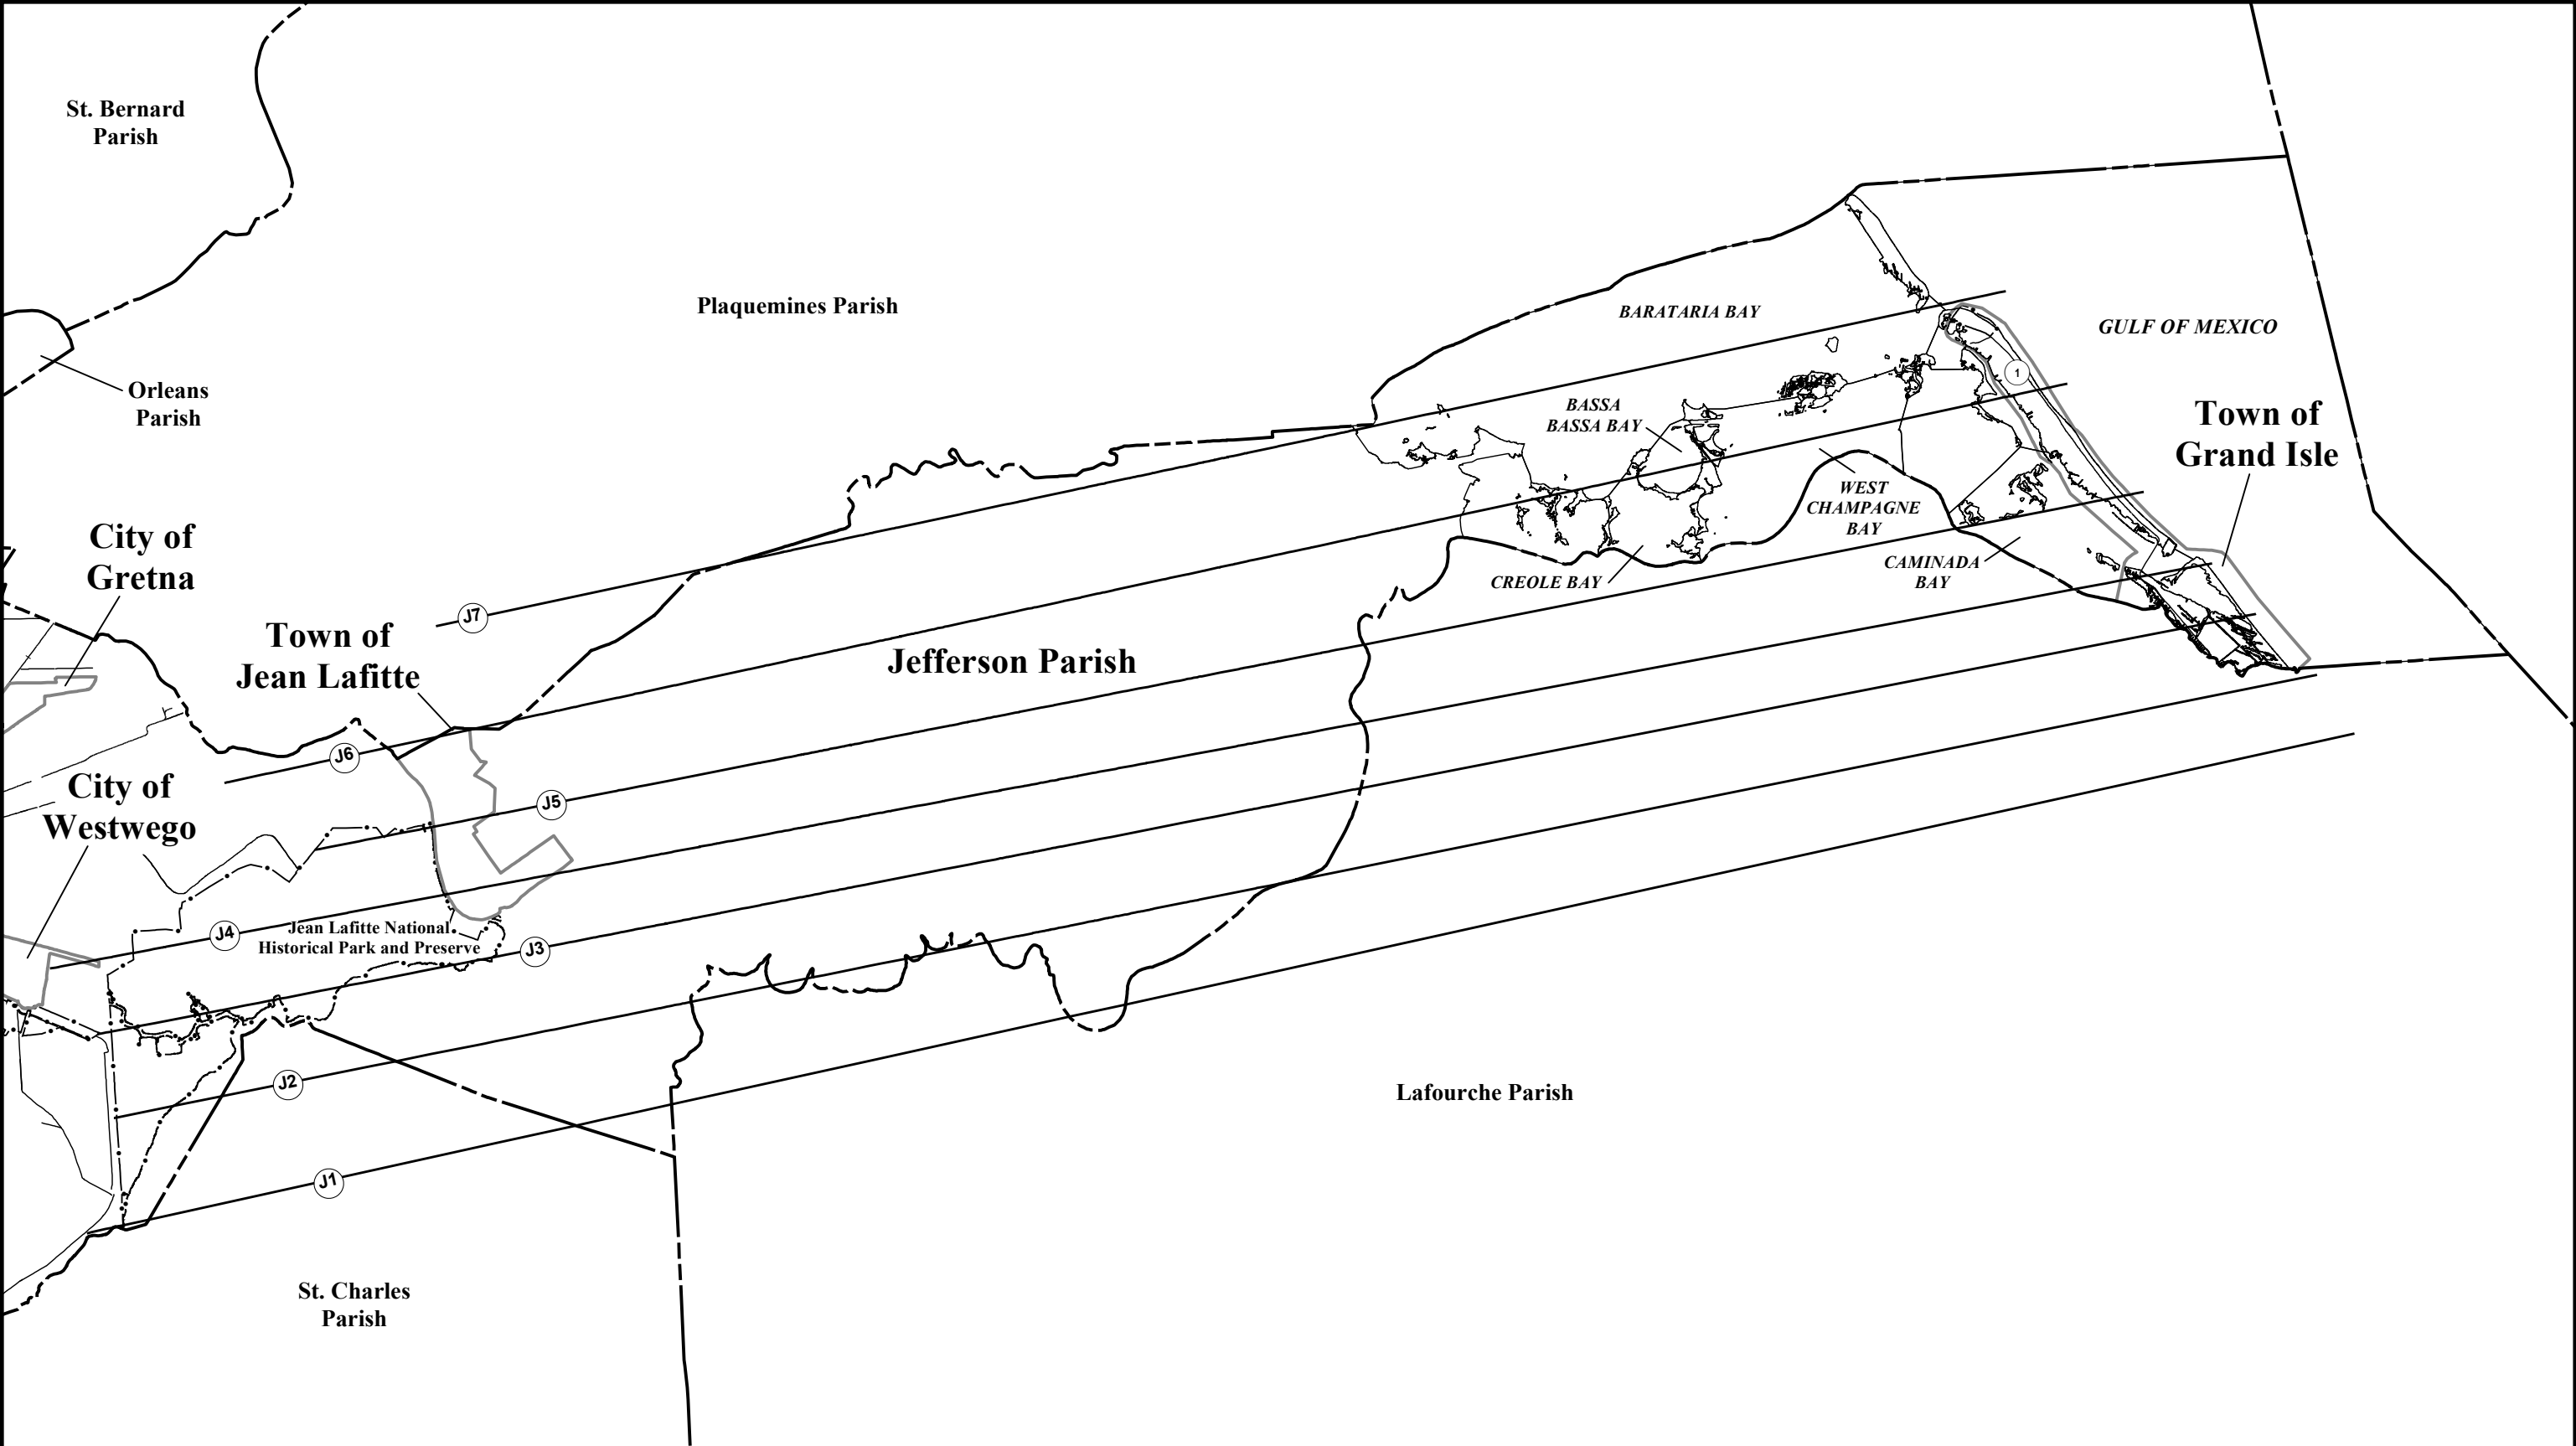 St. Bernard
Parish
Plaquemines Parish
BARATARIA BAY
GULF OF MEXICO
1
Orleans
Parish
BASSA
BASSA BAY
Town of
Grand Isle
WEST
CHAMPAGNE
BAY
City of
Gretna
CREOLE BAY
CAMINADA
BAY
J7
Town of
Jean Lafitte
Jefferson Parish
J6
City of
Westwego
J5
J4
Jean Lafitte National
Historical Park and Preserve
J3
J2
Lafourche Parish
J1
St. Charles
Parish